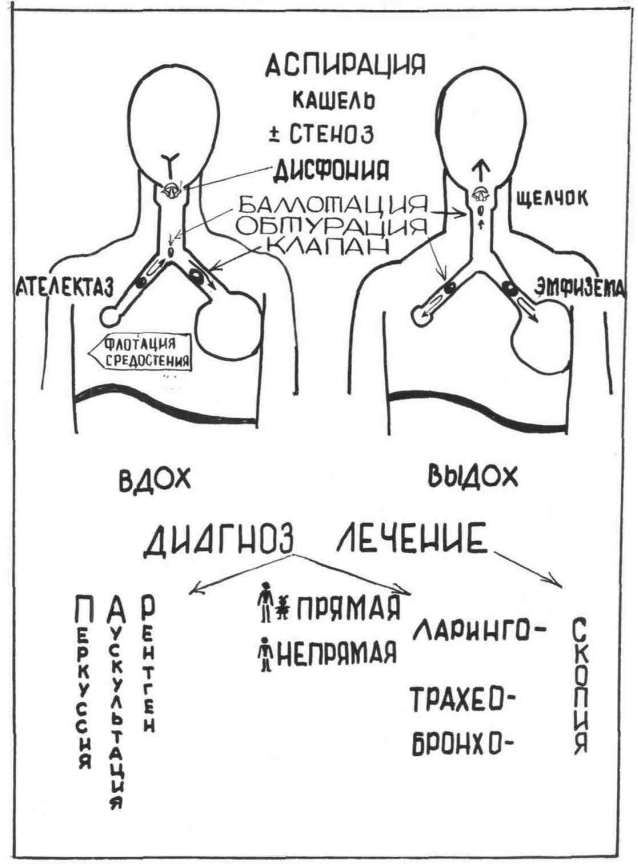 АСПИРАЦИЯ
КАШЕЛЬ
± СТЕНОЗ
ДИСФОНИЯ
БАЛЛОТАЦИЯ
ОБТУРАЦИЯ
КЛАПАН
ЩЕЛЧОК
АТЕЛЕКТАЗ
ЭМФИЗЕМА
ФЛОТАЦИЯ
СРЕДОСТЕНИЯ
ВДОХ
ВЫДОХ
ДИАГНОЗ ЛЕЧЕНИЕ
ПЕРКУССИЯ
АУСКУЛЬТАЦИЯ
РЕНТГЕН
ПРЯМАЯ
НЕПРЯМАЯ
ЛАРИНГО-
ТРАХЕО-
БРОНХО-
СКОПИЯ